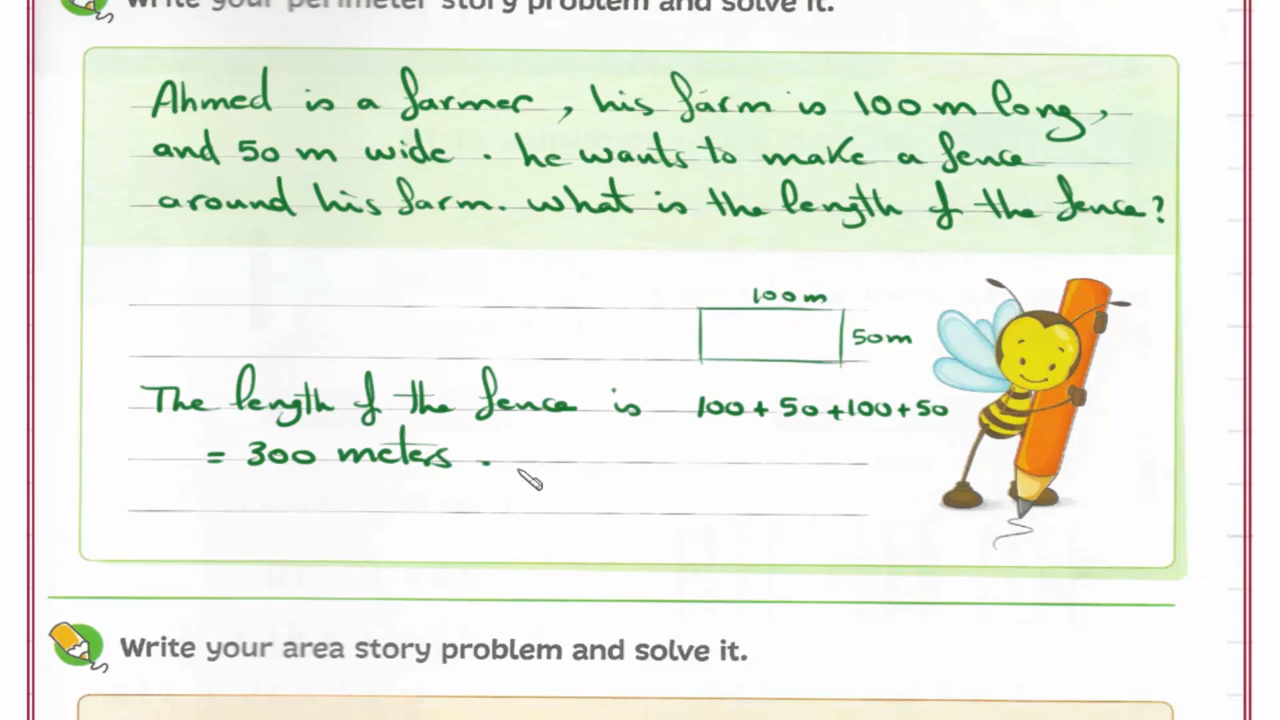 Write your perimeter story problem and solve it.
Ahmed is a farmer, his farm is 100 m long,
and 50 m wide. he wants to make a fence
around his farm. what is the length of the fence?
100 m
50 m
The length of the fence is 100 + 50 + 100 + 50
= 300 meters.
Write your area story problem and solve it.